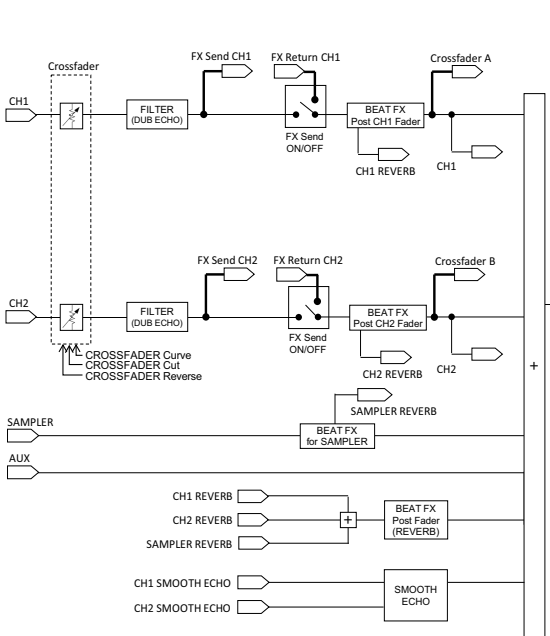 Crossfader
FX Send CH1
FX Return CH1
Crossfader A
CH1
FILTER
(DUB ECHO)
FX Send
ON/OFF
BEAT FX
Post CH1 Fader
CH1 REVERB
CH1
FX Send CH2
FX Return CH2
Crossfader B
CH2
FILTER
(DUB ECHO)
FX Send
ON/OFF
BEAT FX
Post CH2 Fader
CH2 REVERB
CH2
CROSSFADER Curve
CROSSFADER Cut
CROSSFADER Reverse
+
SAMPLER REVERB
SAMPLER
BEAT FX
for SAMPLER
AUX
CH1 REVERB
CH2 REVERB
SAMPLER REVERB
+
BEAT FX
Post Fader
(REVERB)
CH1 SMOOTH ECHO
CH2 SMOOTH ECHO
SMOOTH
ECHO